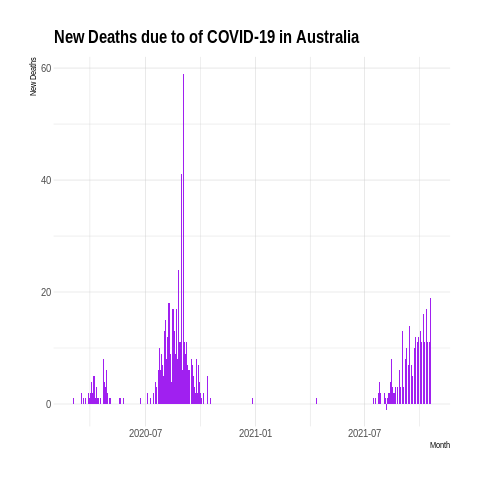 New Deaths due to of COVID-19 in Australia
New Deaths
60
40
20
0
2020-07
2021-01
2021-07
Month